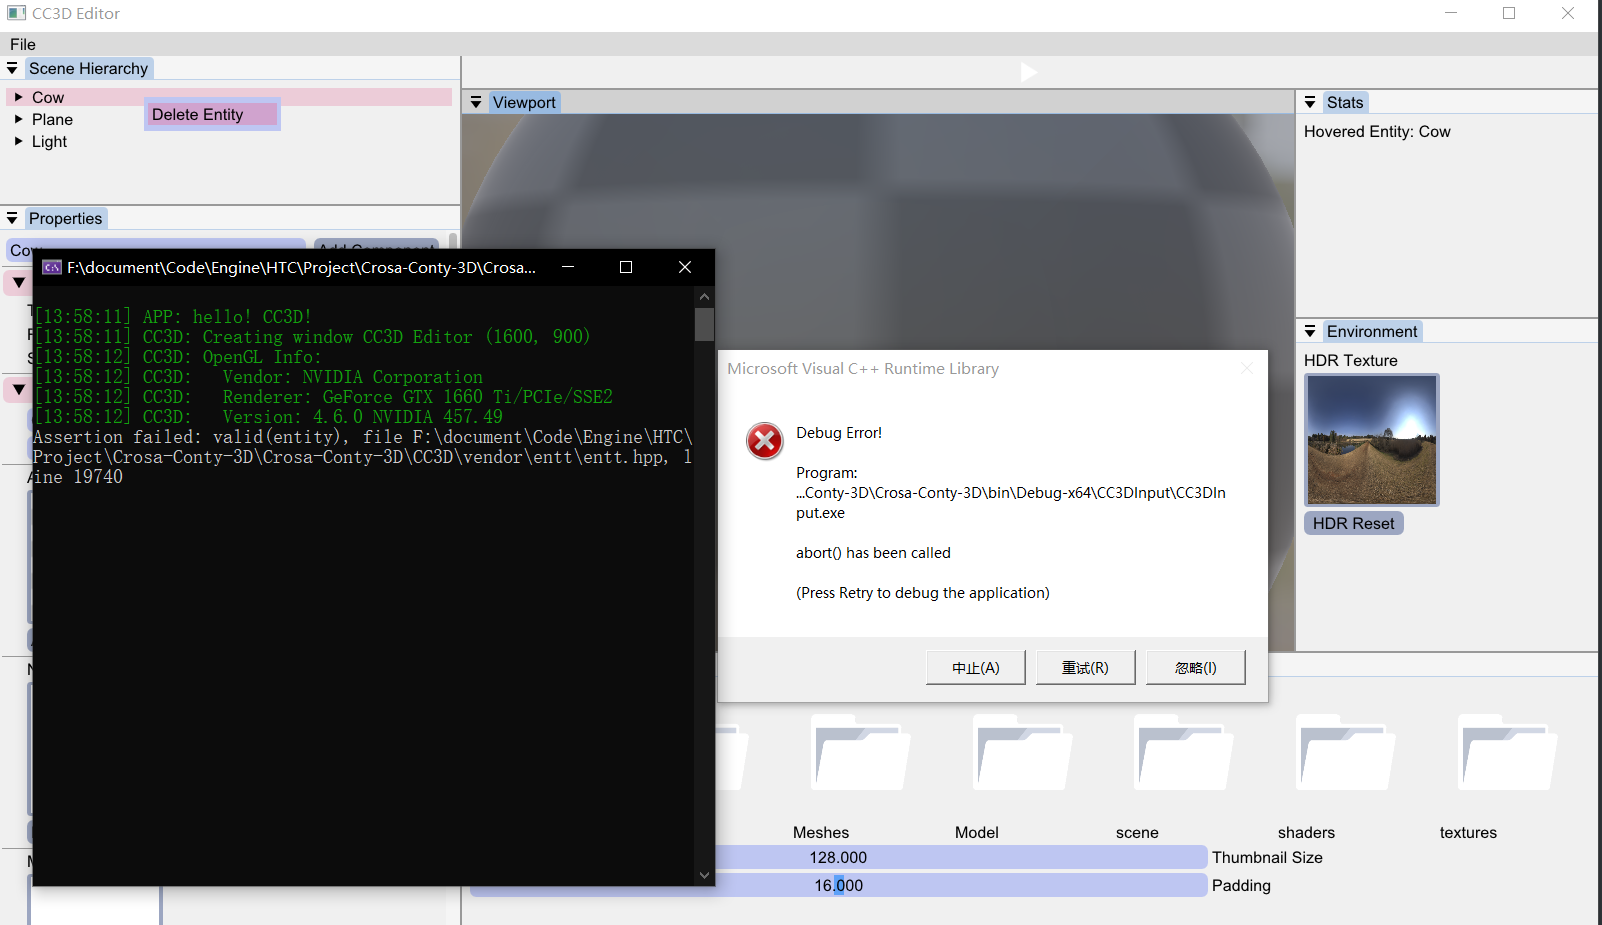 CC3D Editor
File
Scene Hierarchy
Cow
Delete Entity
Plane
Light
Viewport
Stats
Hovered Entity: Cow
Properties
Add Component
F:\document\Code\Engine\HTC\Project\Crosa-Conty-3D\Crosa...
[13:58:11] APP: hello! CC3D!
[13:58:11] CC3D: Creating window CC3D Editor (1600, 900)
[13:58:12] CC3D: OpenGL Info:
[13:58:12] CC3D:   Vendor: NVIDIA Corporation
[13:58:12] CC3D:   Renderer: GeForce GTX 1660 Ti/PCIe/SSE2
[13:58:12] CC3D:   Version: 4.6.0 NVIDIA 457.49
Assertion failed: valid(entity), file F:\document\Code\Engine\HTC\
Project\Crosa-Conty-3D\Crosa-Conty-3D\CC3D\vendor\entt\entt.hpp, l
ine 19740
Microsoft Visual C++ Runtime Library
Debug Error!
Program:
...Conty-3D\Crosa-Conty-3D\bin\Debug-x64\CC3DInput\CC3DIn
put.exe
abort() has been called
(Press Retry to debug the application)
中止(A)
重试(R)
忽略(I)
Environment
HDR Texture
HDR Reset
Meshes
Model
scene
shaders
textures
128.000
Thumbnail Size
16.000
Padding